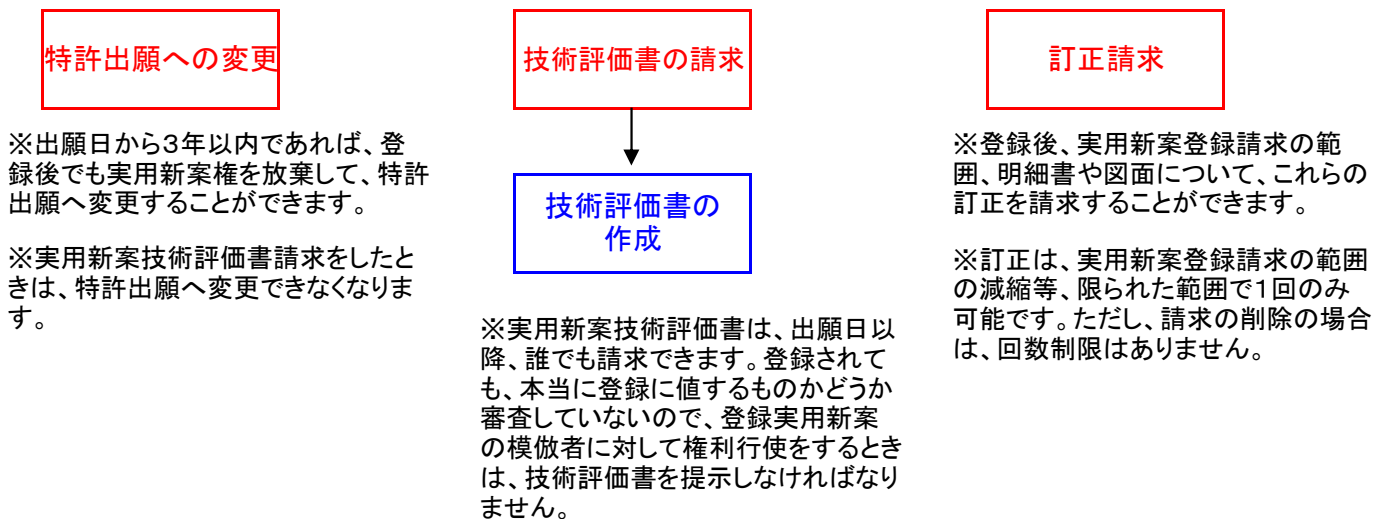 特許出願への変更
※出願日から3年以内であれば、登
録後でも実用新案権を放棄して、特許
出願へ変更することができます。
※実用新案技術評価書請求をしたと
きは、特許出願へ変更できなくなりま
す。
技術評価書の請求
技術評価書の
作成
※実用新案技術評価書は、出願日以
降、誰でも請求できます。登録されて
も、本当に登録に値するものかどうか
審査していないので、登録実用新案
の模倣者に対して権利行使をするとき
は、技術評価書を提示しなければなり
ません。
訂正請求
※登録後、実用新案登録請求の範
囲、明細書や図面について、これらの
訂正を請求することができます。
※訂正は、実用新案登録請求の範囲
の減縮等、限られた範囲で1回のみ
可能です。ただし、請求の削除の場合
は、回数制限はありません。